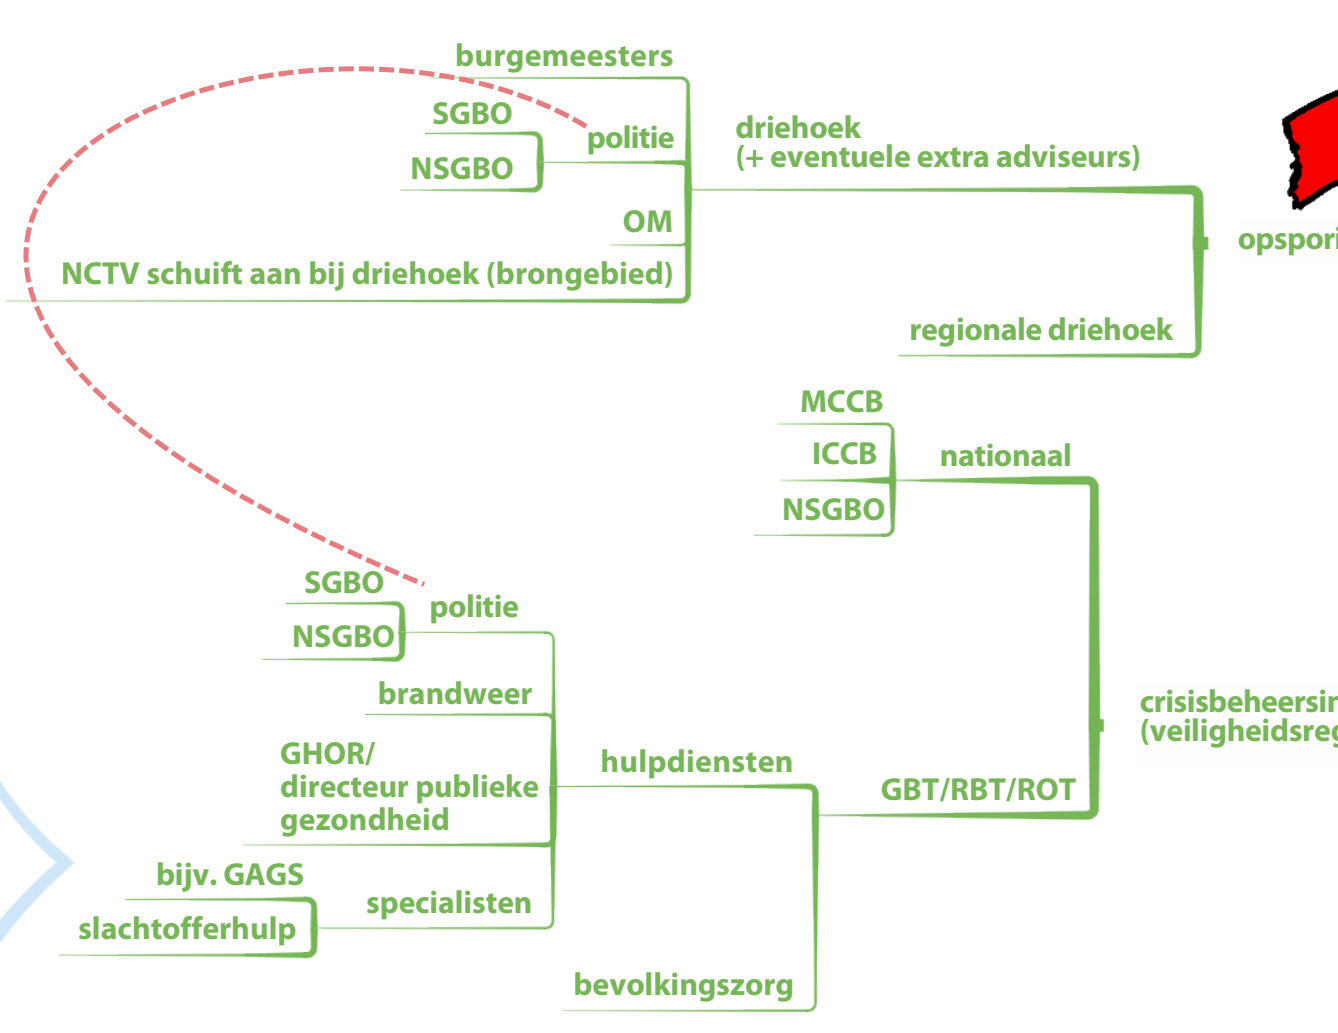 burgemeesters
SGBO
politie
NSGBO
driehoek
(+ eventuele extra adviseurs)
OM
NCTV schuift aan bij driehoek (brongebied)
regionale driehoek
MCCB
ICCB
NSGBO
nationaal
SGBO
NSGBO
politie
brandweer
GHOR/
directeur publieke
gezondheid
hulpdiensten
GBT/RBT/ROT
bijv. GAGS
slachtofferhulp
specialisten
bevolkingszorg